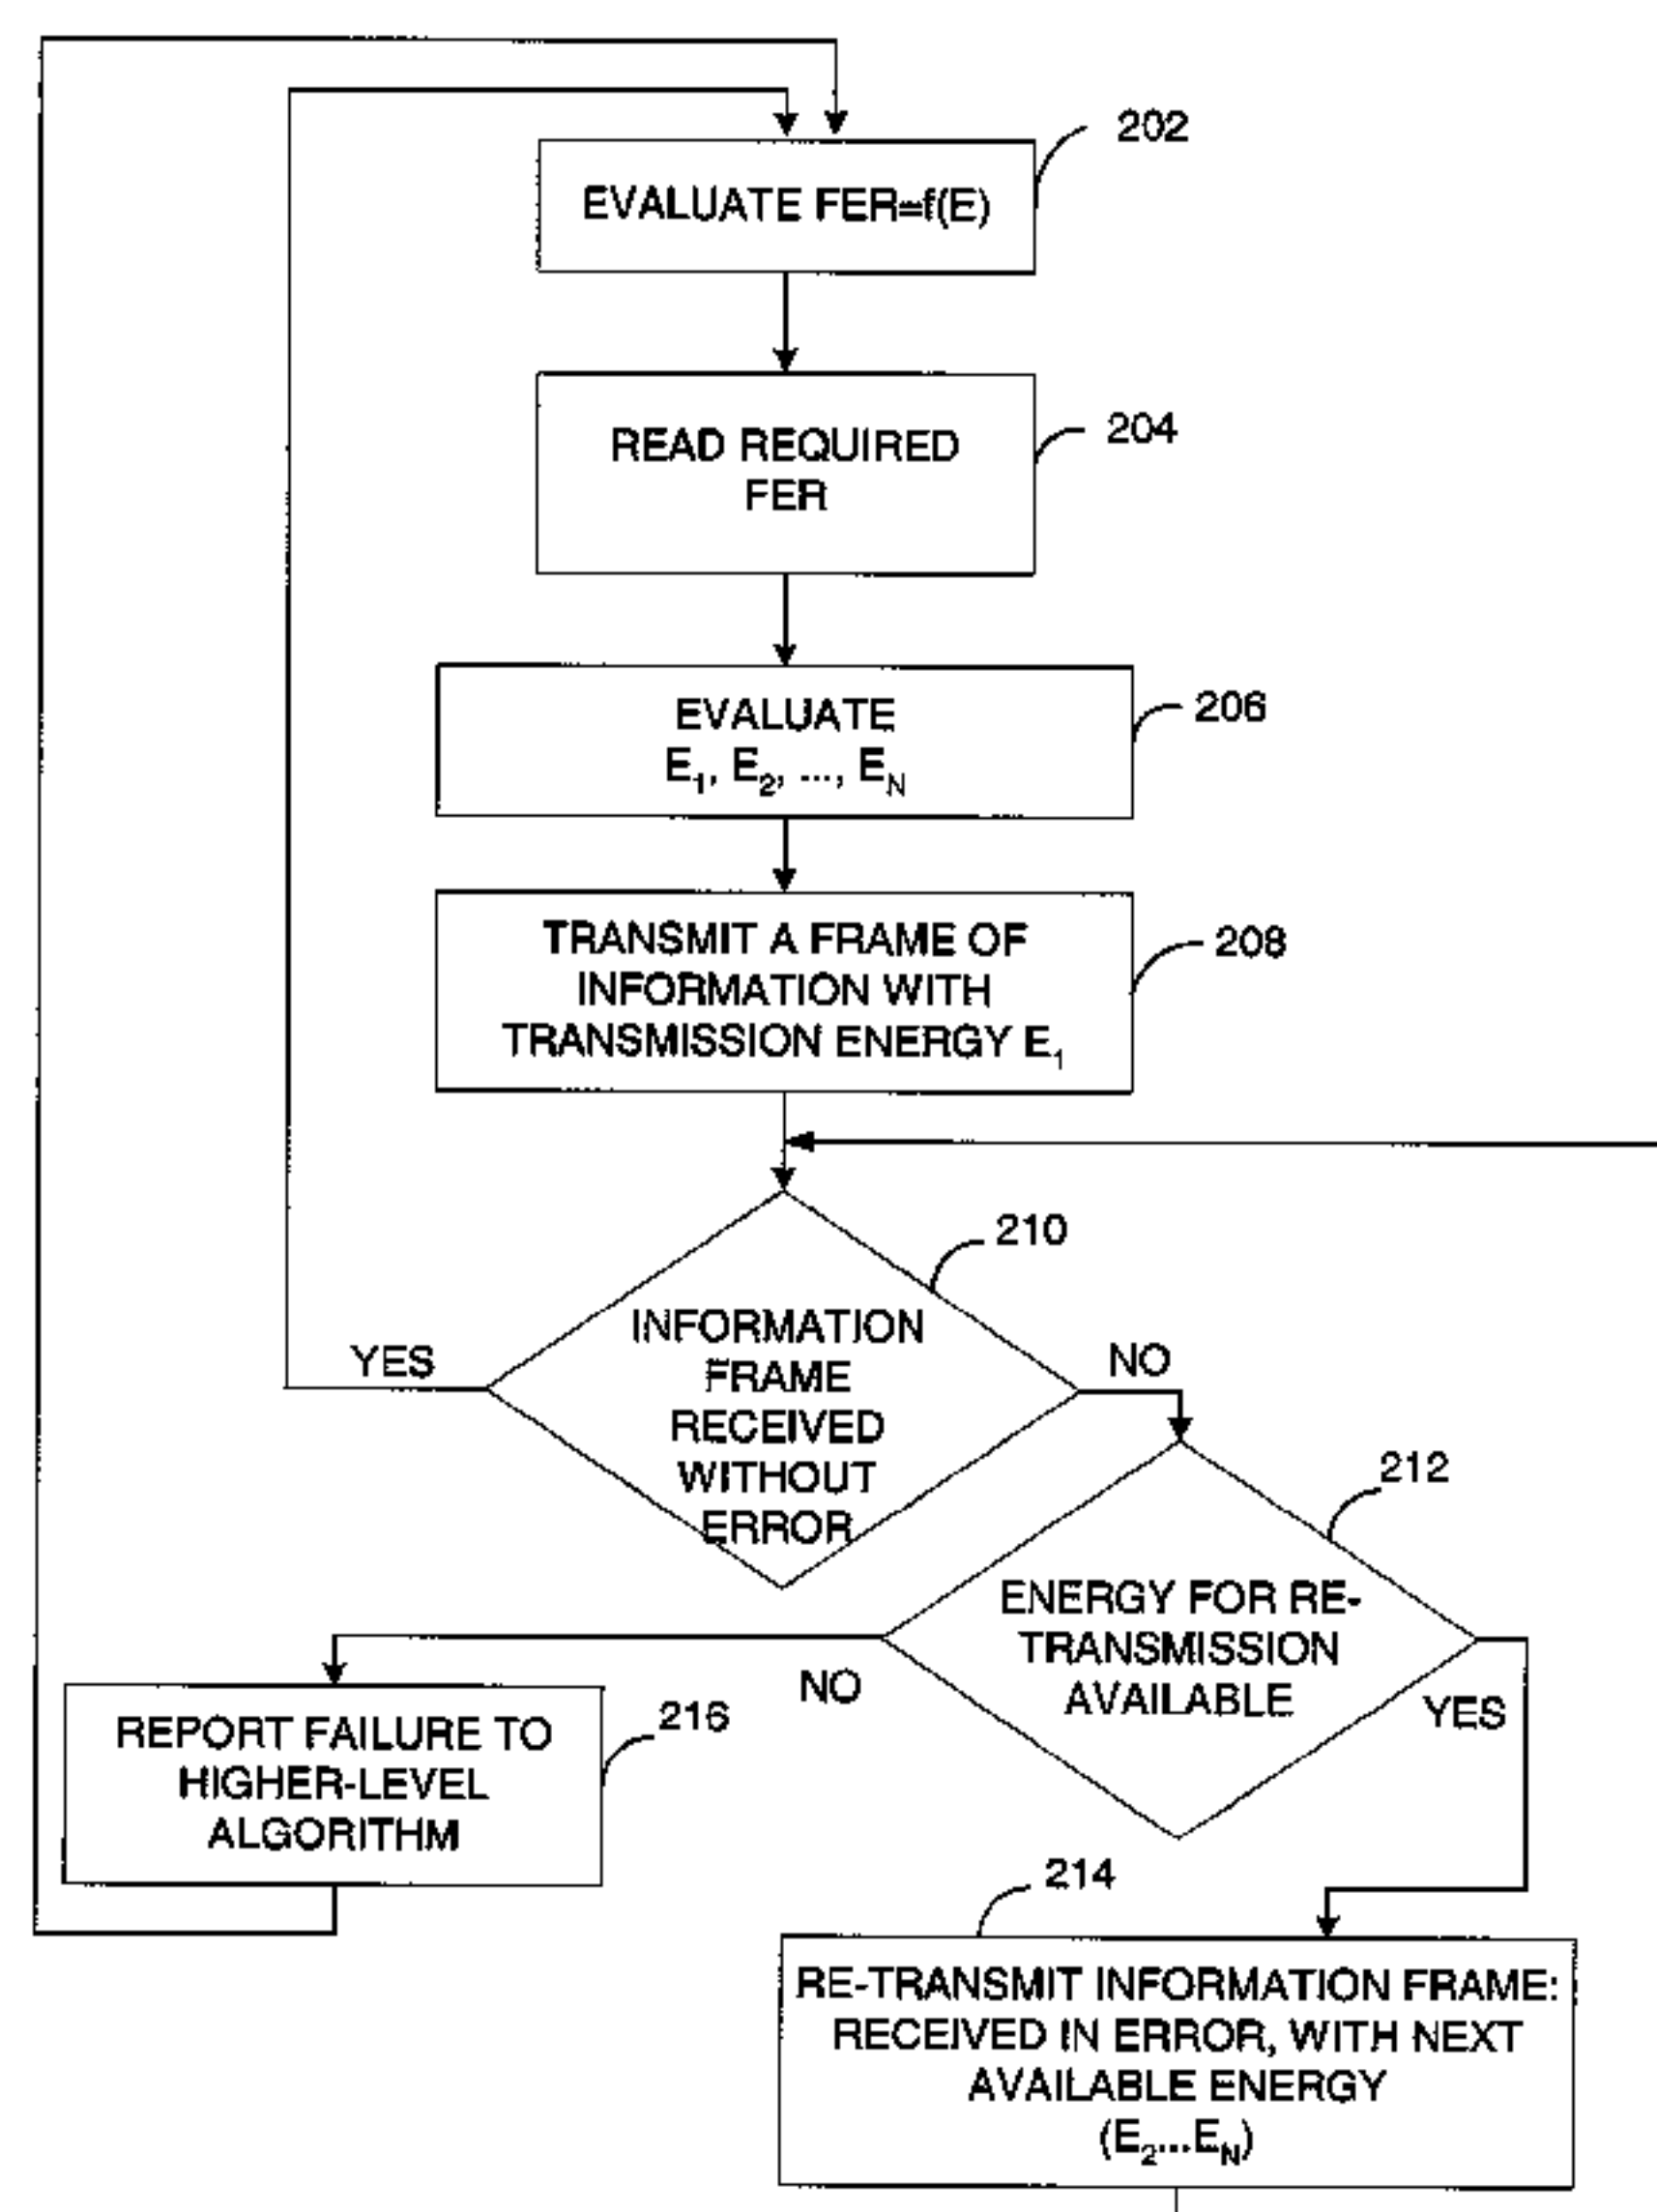 202
EVALUATE FER=f(E)
204
READ REQUIRED
FER
206
EVALUATE
E1, E2, ..., EN
208
TRANSMIT A FRAME OF
INFORMATION WITH
TRANSMISSION ENERGY E1
210
INFORMATION
FRAME
RECEIVED
WITHOUT
ERROR
YES
NO
212
ENERGY FOR RE-
TRANSMISSION
AVAILABLE
NO
YES
216
REPORT FAILURE TO
HIGHER-LEVEL
ALGORITHM
214
RE-TRANSMIT INFORMATION FRAME:
RECEIVED IN ERROR, WITH NEXT
AVAILABLE ENERGY
(E2...EN)